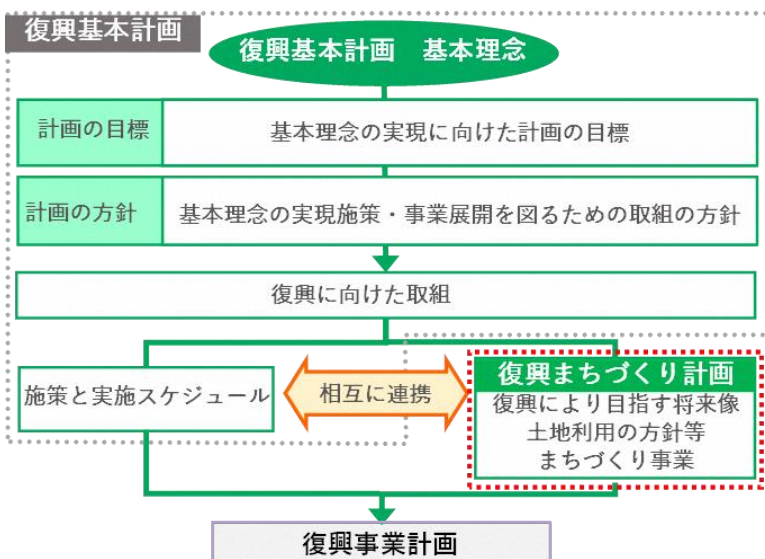 復興基本計画
復興基本計画　基本理念
計画の目標
基本理念の実現に向けた計画の目標
計画の方針
基本理念の実現施策・事業展開を図るための取組の方針
復興に向けた取組
施策と実施スケジュール
相互に連携
復興まちづくり計画
復興により目指す将来像
土地利用の方針等
まちづくり事業
復興事業計画